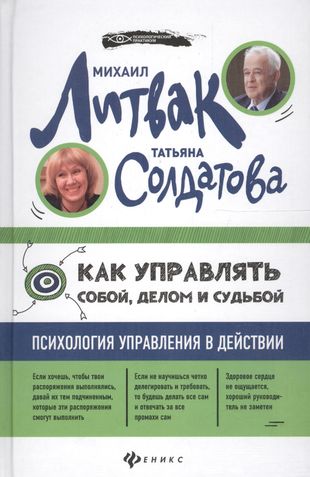 ПСИХОЛОГИЧЕСКИЙ
ПРАКТИКУМ
МИХАИЛ
Литвак
ТАТЬЯНА
Солдатова
КАК УПРАВЛЯТЬ
СОБОЙ, ДЕЛОМ И СУДЬБОЙ
ПСИХОЛОГИЯ УПРАВЛЕНИЯ В ДЕЙСТВИИ
Если хочешь, чтобы твои
распоряжения выполнялись,
давай их тем подчиненным,
которые эти распоряжения
смогут выполнить
Если не научишься четко
делегировать и требовать,
то будешь делать все сам
и отвечать за все
промахи сам
Здоровое сердце
не ощущается,
хороший руководи-
тель не заметен
ФЕНИКС